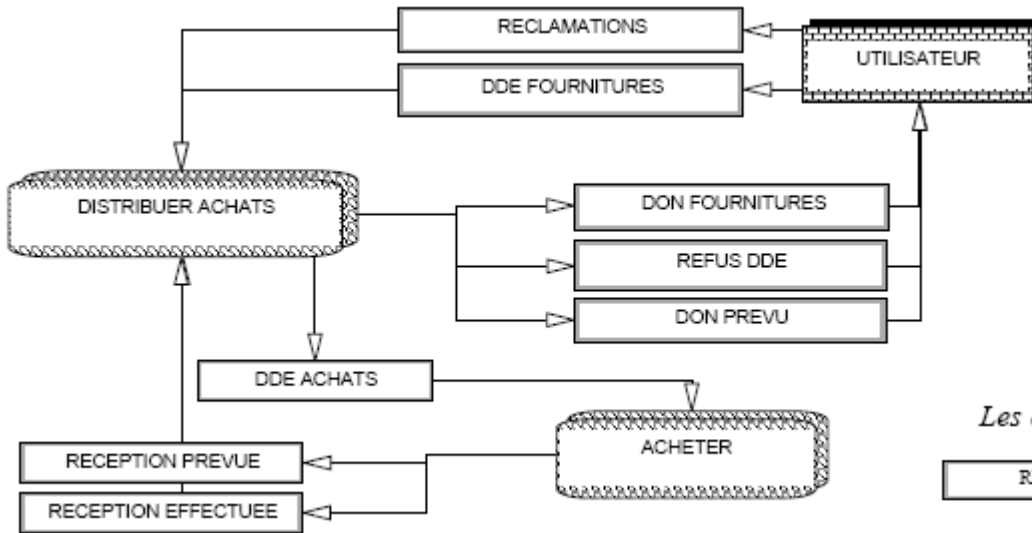 RECLAMATIONS
UTILISATEUR
DDE FOURNITURES
DISTRIBUER ACHATS
DON FOURNITURES
REFUS DDE
DON PREVU
DDE ACHATS
ACHETER
Les
RECEPTION PREVUE
RECEPTION EFFECTUEE